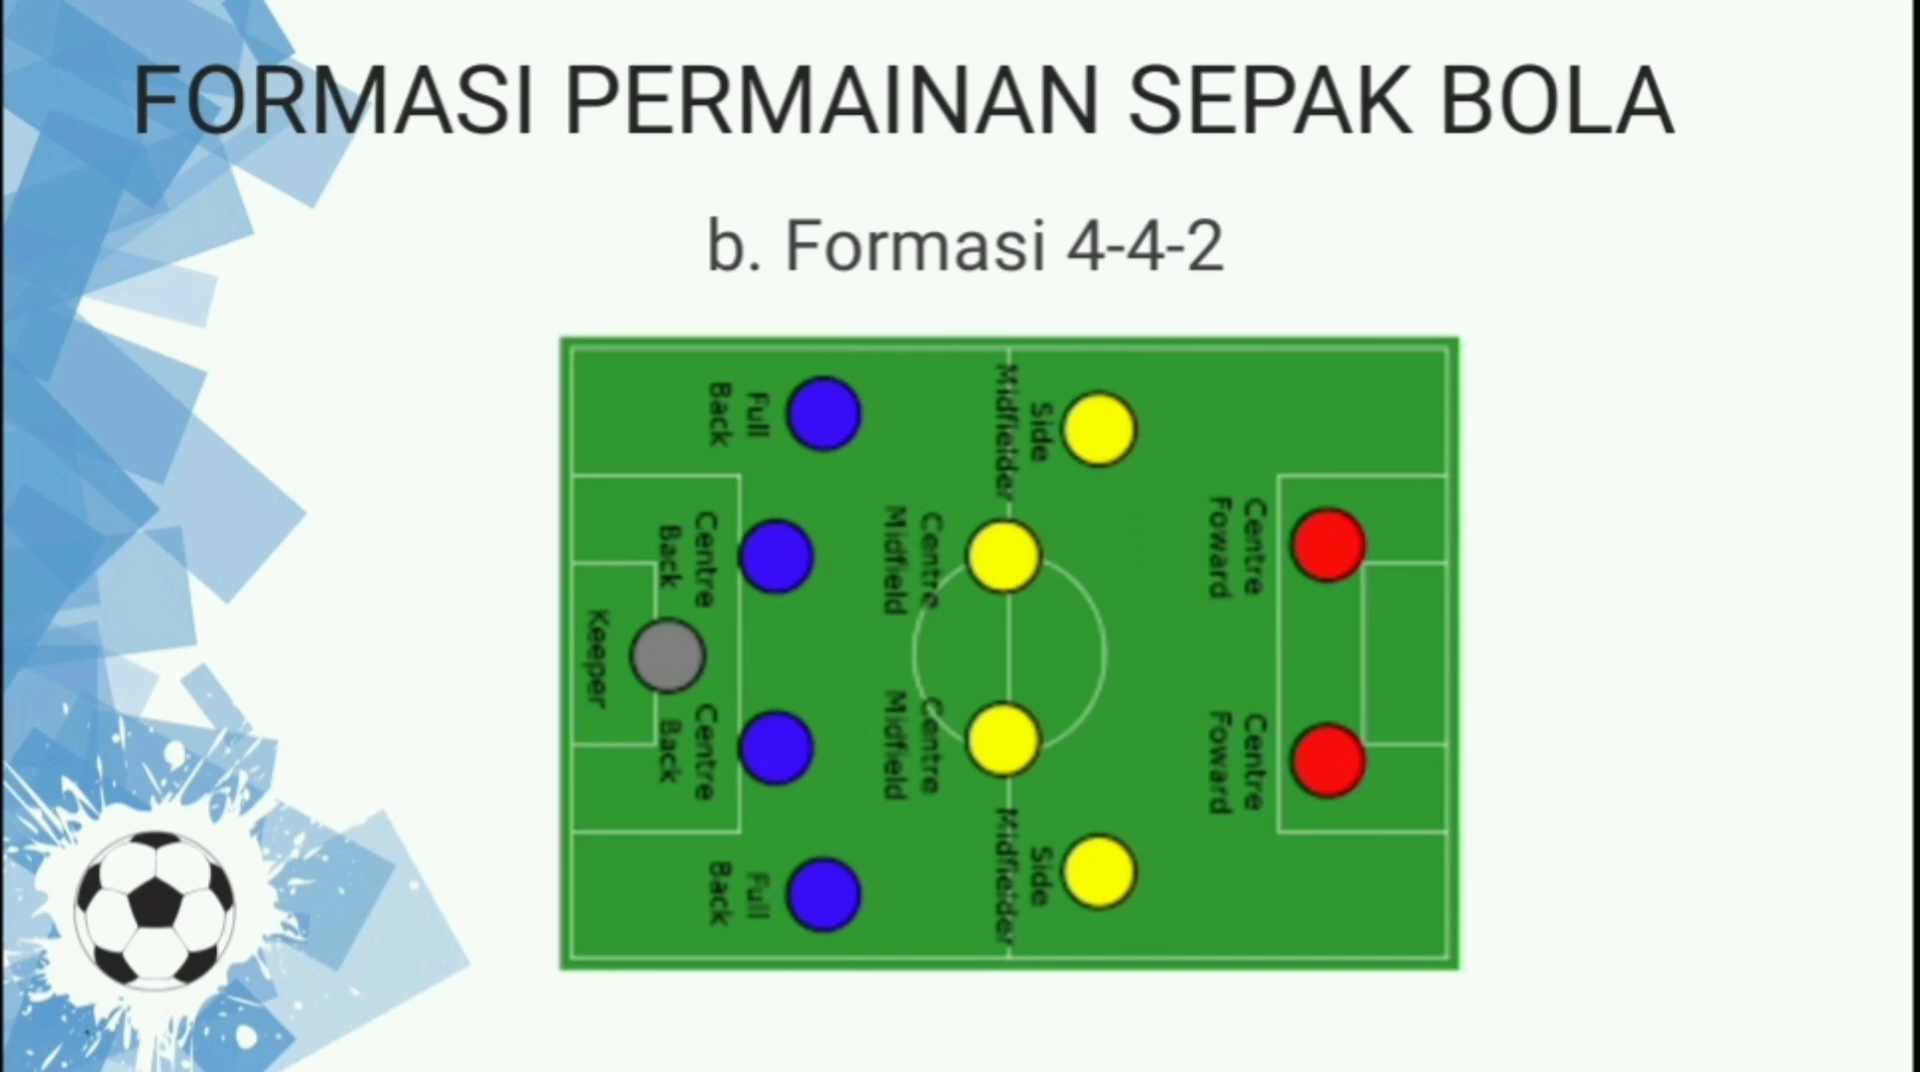 FORMASI PERMAINAN SEPAK BOLA
b. Formasi 4-4-2
Full
Back
Side
Midfielder
Centre
Back
Centre
Midfield
Centre
Foward
Keeper
Centre
Back
Centre
Midfield
Centre
Foward
Full
Back
Side
Midfielder